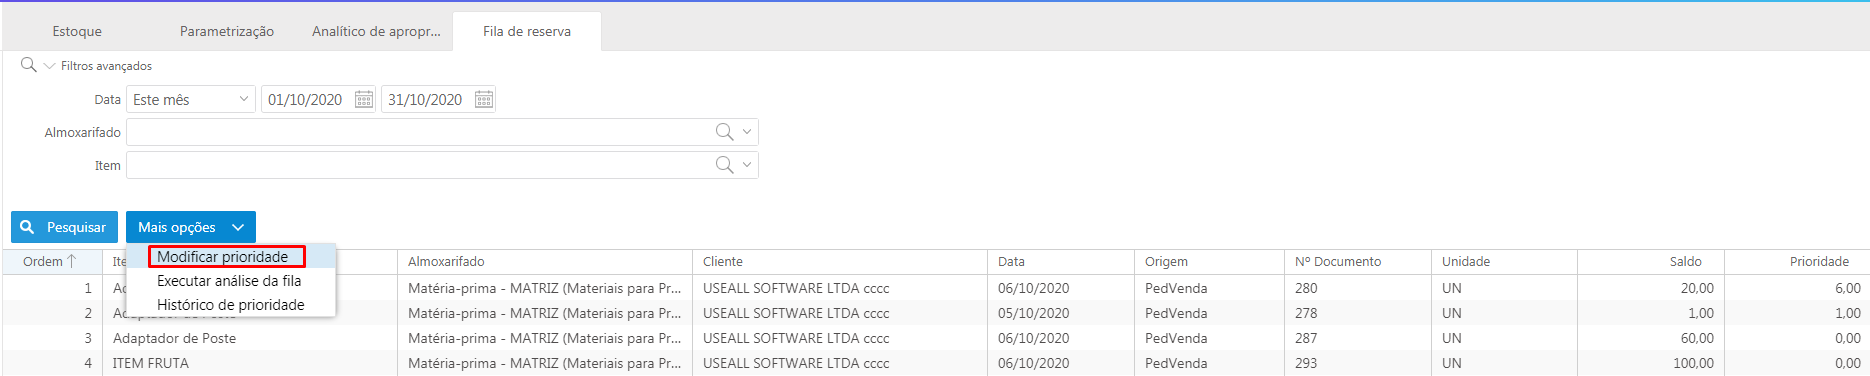 Estoque Parametrização Analítico de apropr... Fila de reserva
Filtros avançados
Data Este mês 01/10/2020 31/10/2020
Almoxarifado
Item
Pesquisar Mais opções
Modificar prioridade
Executar análise da fila
Histórico de prioridade
Ordem Almoxarifado Cliente Data Origem Nº Documento Unidade Saldo Prioridade
1 Matéria-prima - MATRIZ (Materiais para Pr... USEALL SOFTWARE LTDA cccc 06/10/2020 PedVenda 280 UN 20,00 6,00
2 Matéria-prima - MATRIZ (Materiais para Pr... USEALL SOFTWARE LTDA cccc 05/10/2020 PedVenda 278 UN 1,00 1,00
3 Adaptador de Poste Matéria-prima - MATRIZ (Materiais para Pr... USEALL SOFTWARE LTDA cccc 06/10/2020 PedVenda 287 UN 60,00 0,00
4 ITEM FRUTA Matéria-prima - MATRIZ (Materiais para Pr... USEALL SOFTWARE LTDA cccc 06/10/2020 PedVenda 293 UN 100,00 0,00